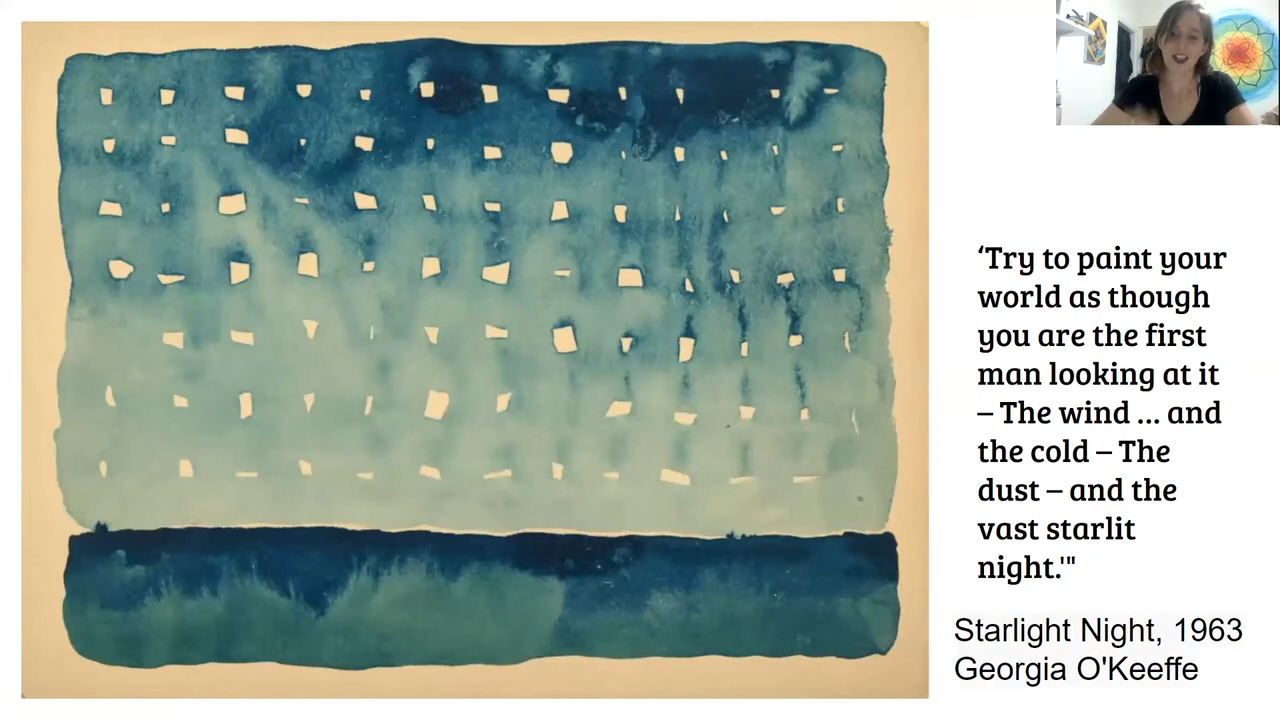 ‘Try to paint your
world as though
you are the first
man looking at it
– The wind ... and
the cold – The
dust – and the
vast starlit
night.'"
Starlight Night, 1963
Georgia O'Keeffe